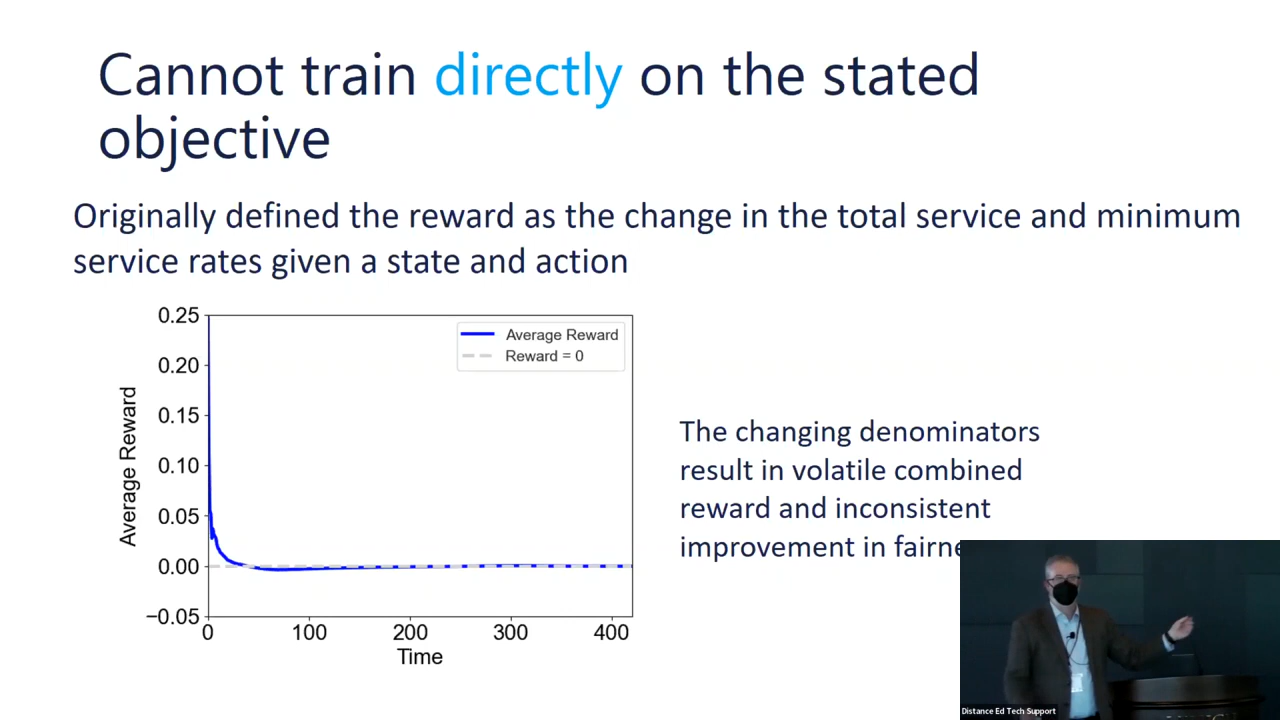 Cannot train directly on the stated
objective
Originally defined the reward as the change in the total service and minimum
service rates given a state and action
0.25
0.20
0.15
0.10
0.05
0.00
−0.05
Average Reward
Average Reward
Reward = 0
0
100
200
300
400
Time
The changing denominators
result in volatile combined
reward and inconsistent
improvement in
Distance Ed Tech Support